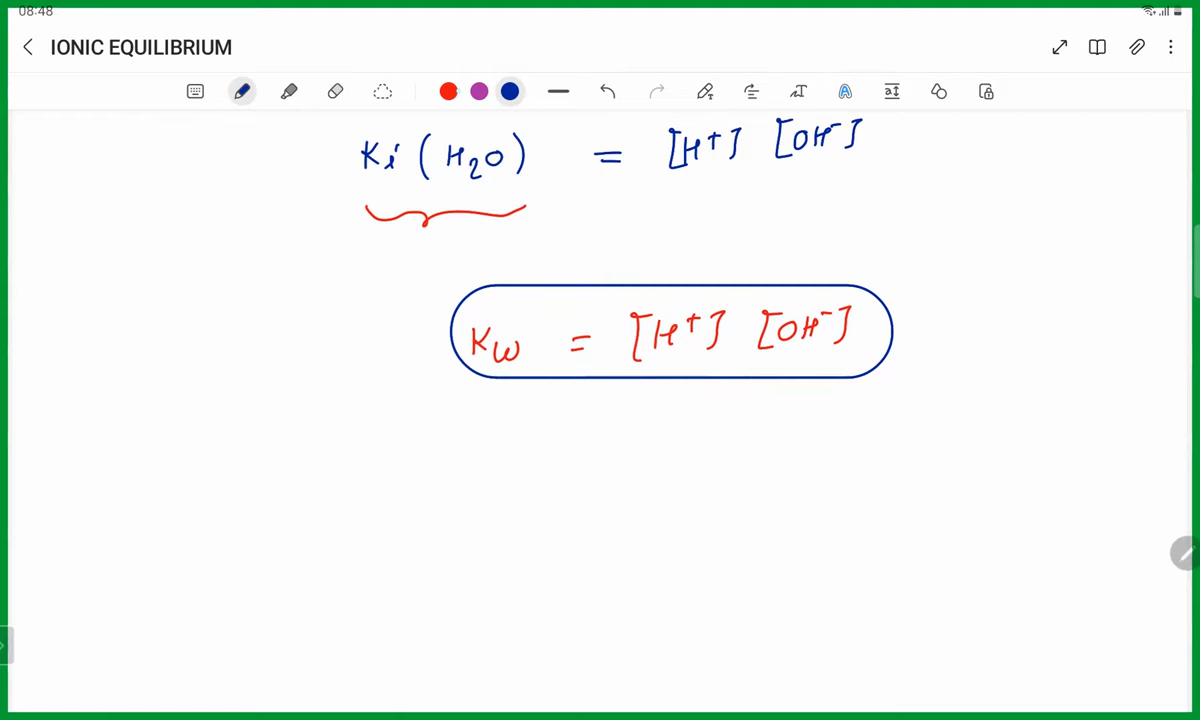 08:48
IONIC EQUILIBRIUM
Ki (H₂O) = [H⁺] [OH⁻]
Kw = [H⁺] [OH⁻]